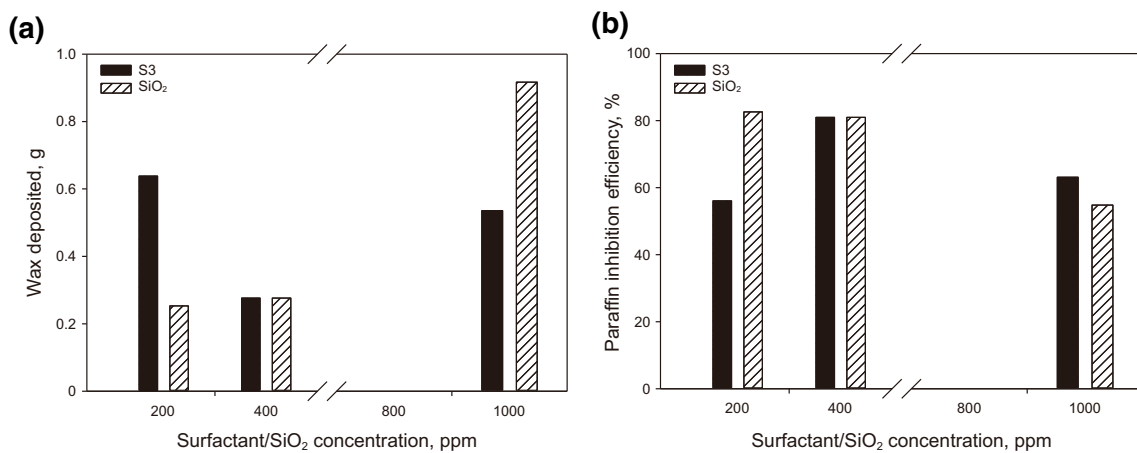 (a)
1.0
0.8
0.6
0.4
0.2
0
Wax deposited, g
S3
SiO₂
200 400 800 1000
Surfactant/SiO₂ concentration, ppm
(b)
100
80
60
40
20
0
Paraffin inhibition efficiency, %
S3
SiO₂
200 400 800 1000
Surfactant/SiO₂ concentration, ppm